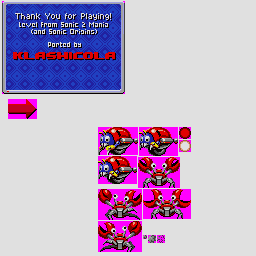 Thank You for Playing!
Level from Sonic 2 Mania
(and Sonic Origins)
Ported by
KLASHICOLA